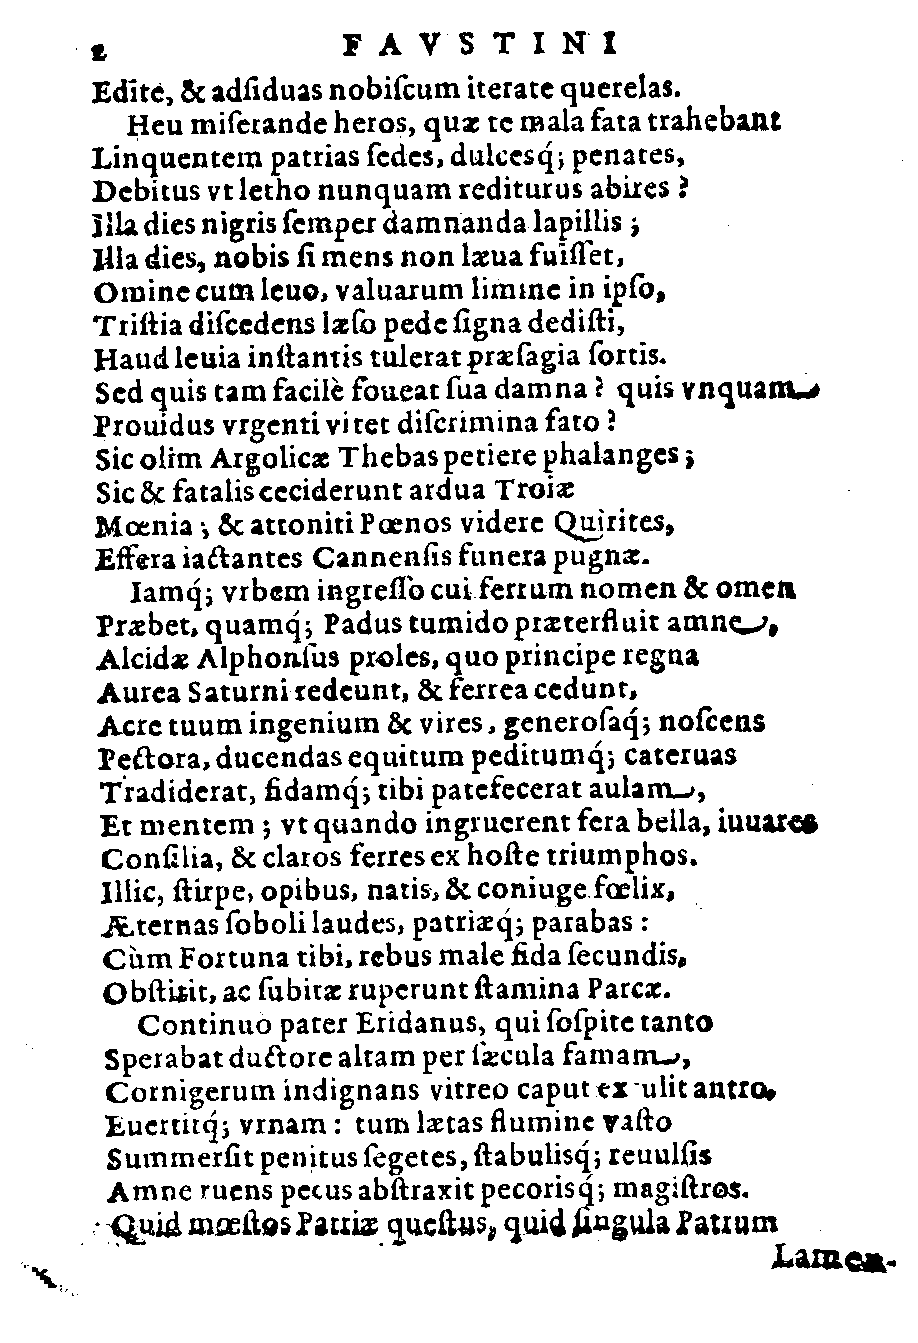 2 FAVSTINI
Edite, & adſiduas nobiſcum iterate querelas.
Heu miſerande heros, quæ te mala fata trahebant
Linquentem patrias ſedes, dulcesq́; penates,
Debitus vt letho nunquam rediturus abires?
Illa dies nigris ſemper damnanda lapillis;
Illa dies, nobis ſi mens non læua fuiſſet,
Omine cum leuo, valuarum limine in ipſo,
Triſtia diſcedens læſo pede ſigna dediſti,
Haud leuia inſtantis tulerat præſagia ſortis.
Sed quis tam facilè foueat ſua damna? quis vnquam
Prouidus vrgenti vitet diſcrimina fato?
Sic olim Argolicæ Thebas petiere phalanges;
Sic & fatalis ceciderunt ardua Troiæ
Mœnia; & attoniti Pœnos videre Quirites,
Effera iactantes Cannenſis funera pugnæ.
Iamq́; vrbem ingreſſo cui ferrum nomen & omen
Præbet, quamq́; Padus tumido præterfluit amne,
Alcidæ Alphonſus proles, quo principe regna
Aurea Saturni redeunt, & ferrea cedunt,
Acre tuum ingenium & vires, generoſaq́; noſcens
Pectora, ducendas equitum peditumq́; cateruas
Tradiderat, fidamq́; tibi patefecerat aulam,
Et mentem; vt quando ingruerent fera bella, iuuares
Conſilia, & claros ferres ex hoſte triumphos.
Illic, ſtirpe, opibus, natis, & coniuge fœlix,
Æternas ſoboli laudes, patriæq́; parabas:
Cùm Fortuna tibi, rebus male fida ſecundis,
Obſtitit, ac ſubitæ ruperunt ſtamina Parcæ.
Continuo pater Eridanus, qui ſoſpite tanto
Sperabat ductore altam per ſæcula famam,
Cornigerum indignans vitreo caput extulit antro,
Euertitq́; vrnam: tum lætas flumine vaſto
Summerſit penitus ſegetes, ſtabulisq́; reuulſis
Amne ruens pecus abſtraxit pecorisq́; magiſtros.
Quid mœſtos Patriæ queſtus, quid ſingula Patrum
Lamen-